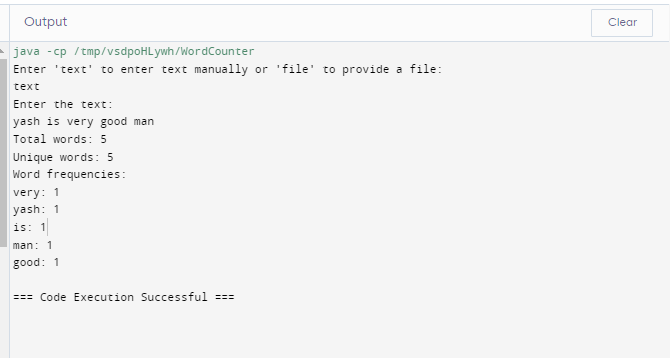 Output
Clear
java -cp /tmp/vsdpoHLywh/WordCounter
Enter 'text' to enter text manually or 'file' to provide a file:
text
Enter the text:
yash is very good man
Total words: 5
Unique words: 5
Word frequencies:
very: 1
yash: 1
is: 1
man: 1
good: 1
=== Code Execution Successful ===